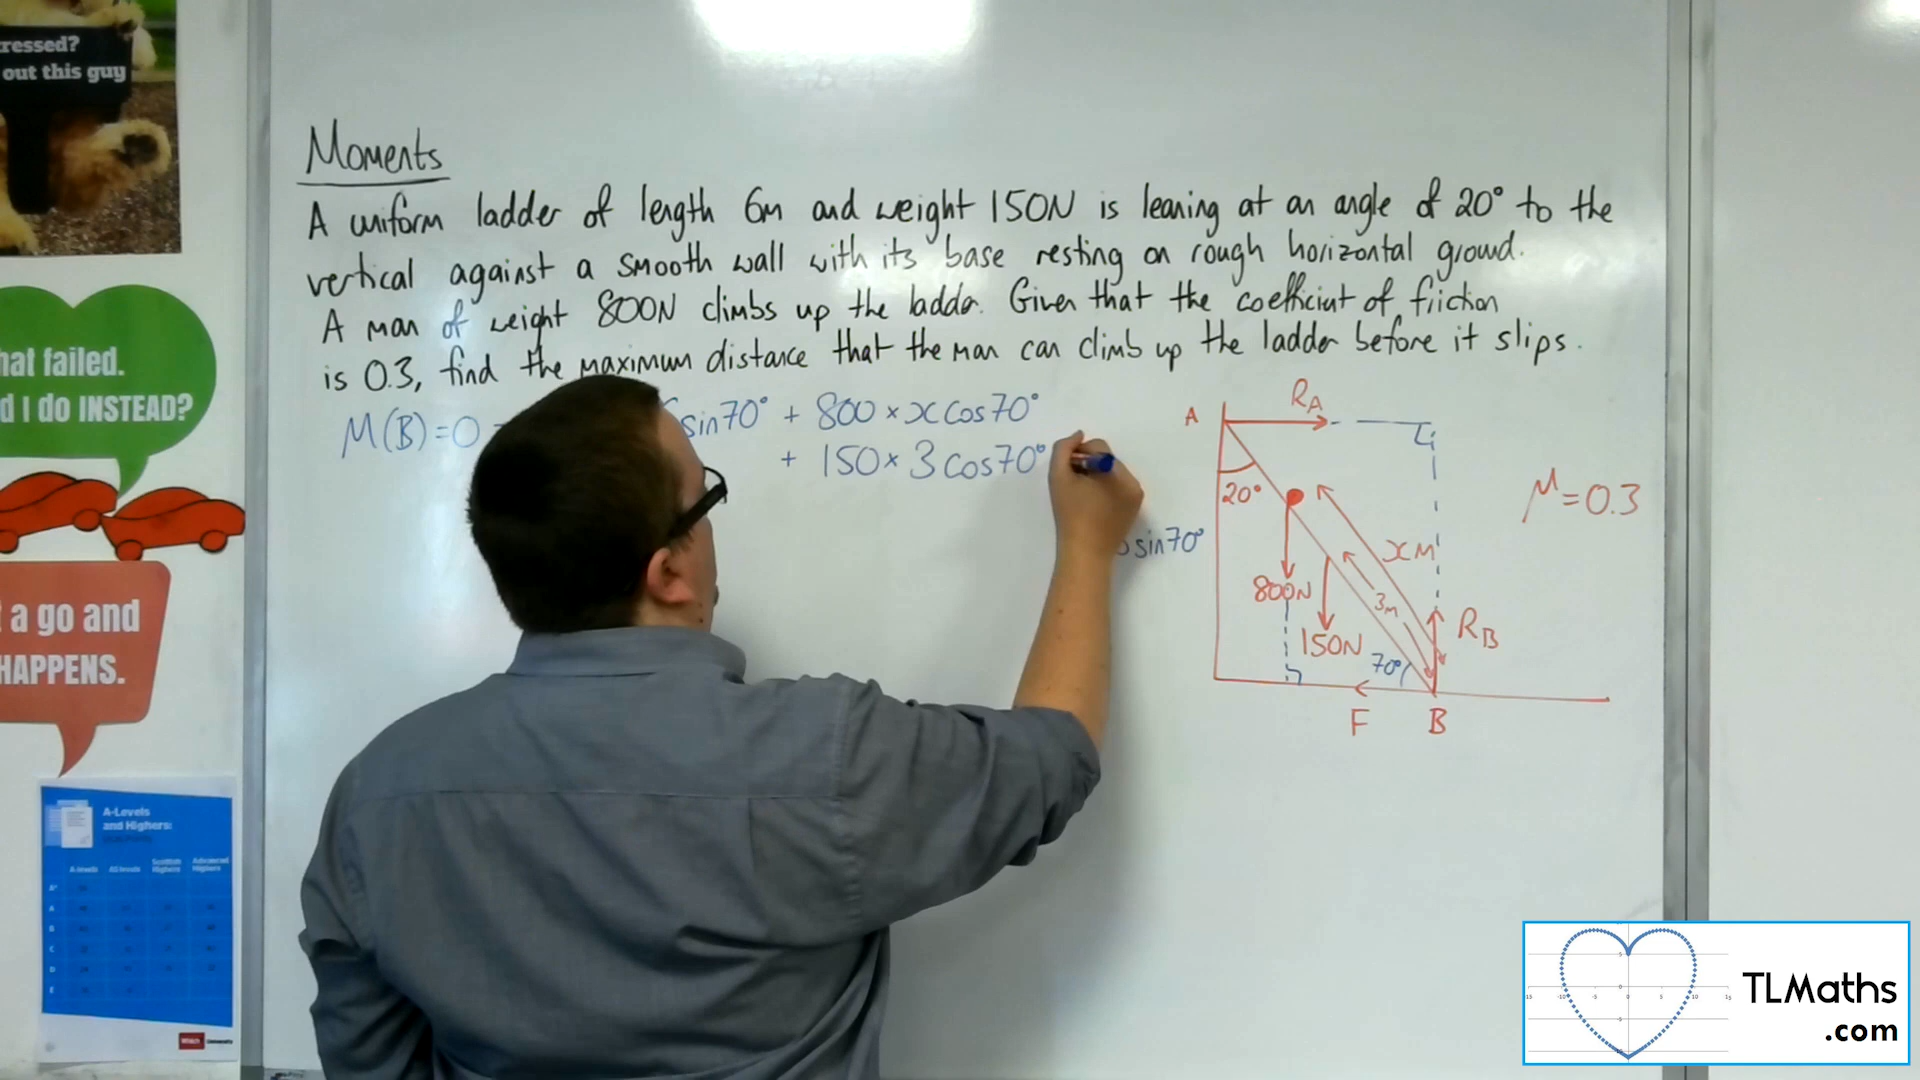 ressed?
out this guy
hat failed.
d I do INSTEAD?
a go and
HAPPENS.
A-Levels
and Highers:
Moments
A uniform ladder of length 6m and weight 150N is leaning at an angle of 20° to the
vertical against a smooth wall with its base resting on rough horizontal ground.
A man of weight 800N climbs up the ladder. Given that the coefficient of friction
is 0.3, find the maximum distance that the man can climb up the ladder before it slips.
M(B)=0
sin70° + 800 × x cos70°
+ 150 × 3 cos70°
A
R_A
20°
sin70°
μ = 0.3
xm
800N
3m
150N
R_B
70°
F
B
TLMaths
.com